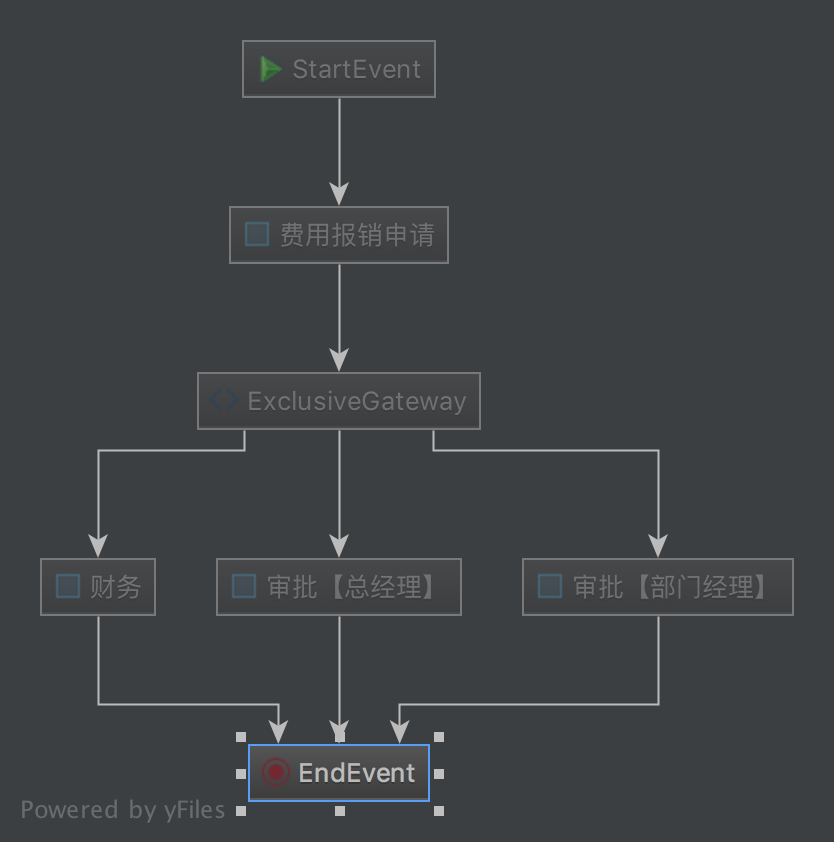 StartEvent
费用报销申请
ExclusiveGateway
财务
审批【总经理】
审批【部门经理】
EndEvent
Powered by yFiles